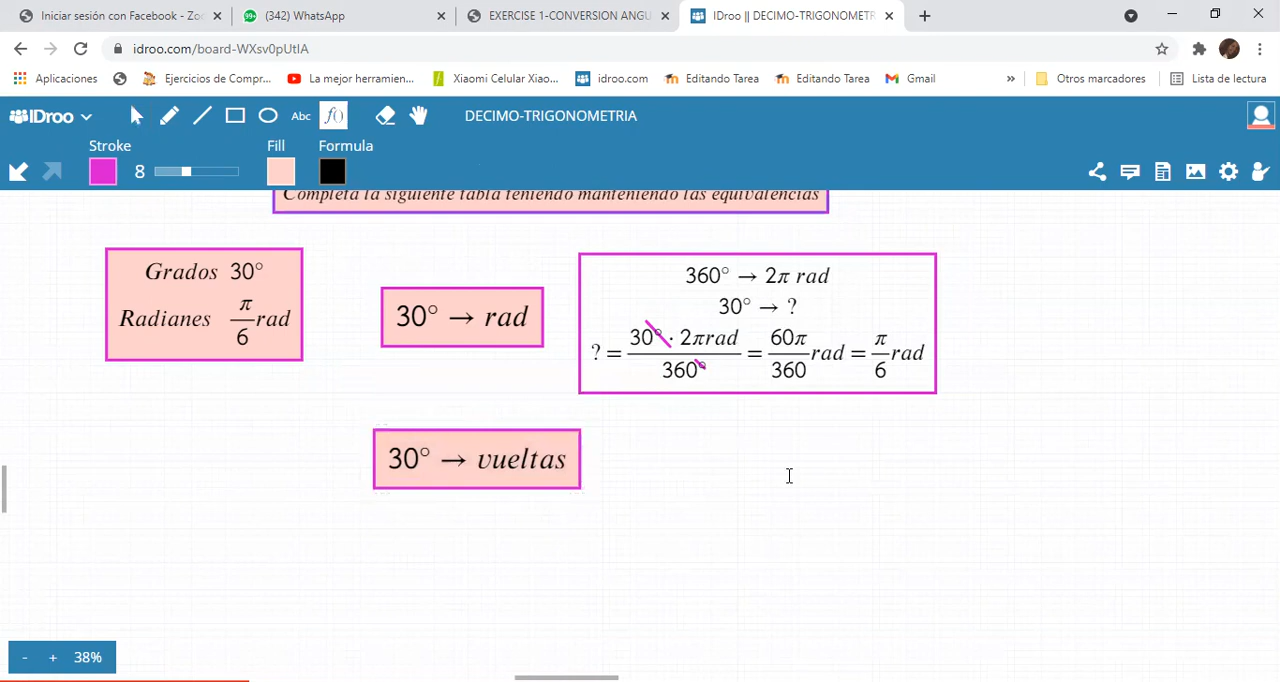 Iniciar sesión con Facebook - Zoo
(342) WhatsApp
EXERCISE 1-CONVERSION ANGU
IDroo || DECIMO-TRIGONOMETR
idroo.com/board-WXsv0pUtIA
Aplicaciones
Ejercicios de Compr...
La mejor herramien...
Xiaomi Celular Xiao...
idroo.com
Editando Tarea
Editando Tarea
Gmail
»
Otros marcadores
Lista de lectura
IDroo
Abc
f()
DECIMO-TRIGONOMETRIA
Stroke
Fill
Formula
8
Completa la siguiente tabla teniendo manteniendo las equivalencias
Grados 30°
Radianes π/6 rad
30° → rad
360° → 2π rad
30° → ?
? = 30° · 2πrad / 360° = 60π/360 rad = π/6 rad
30° → vueltas
- + 38%